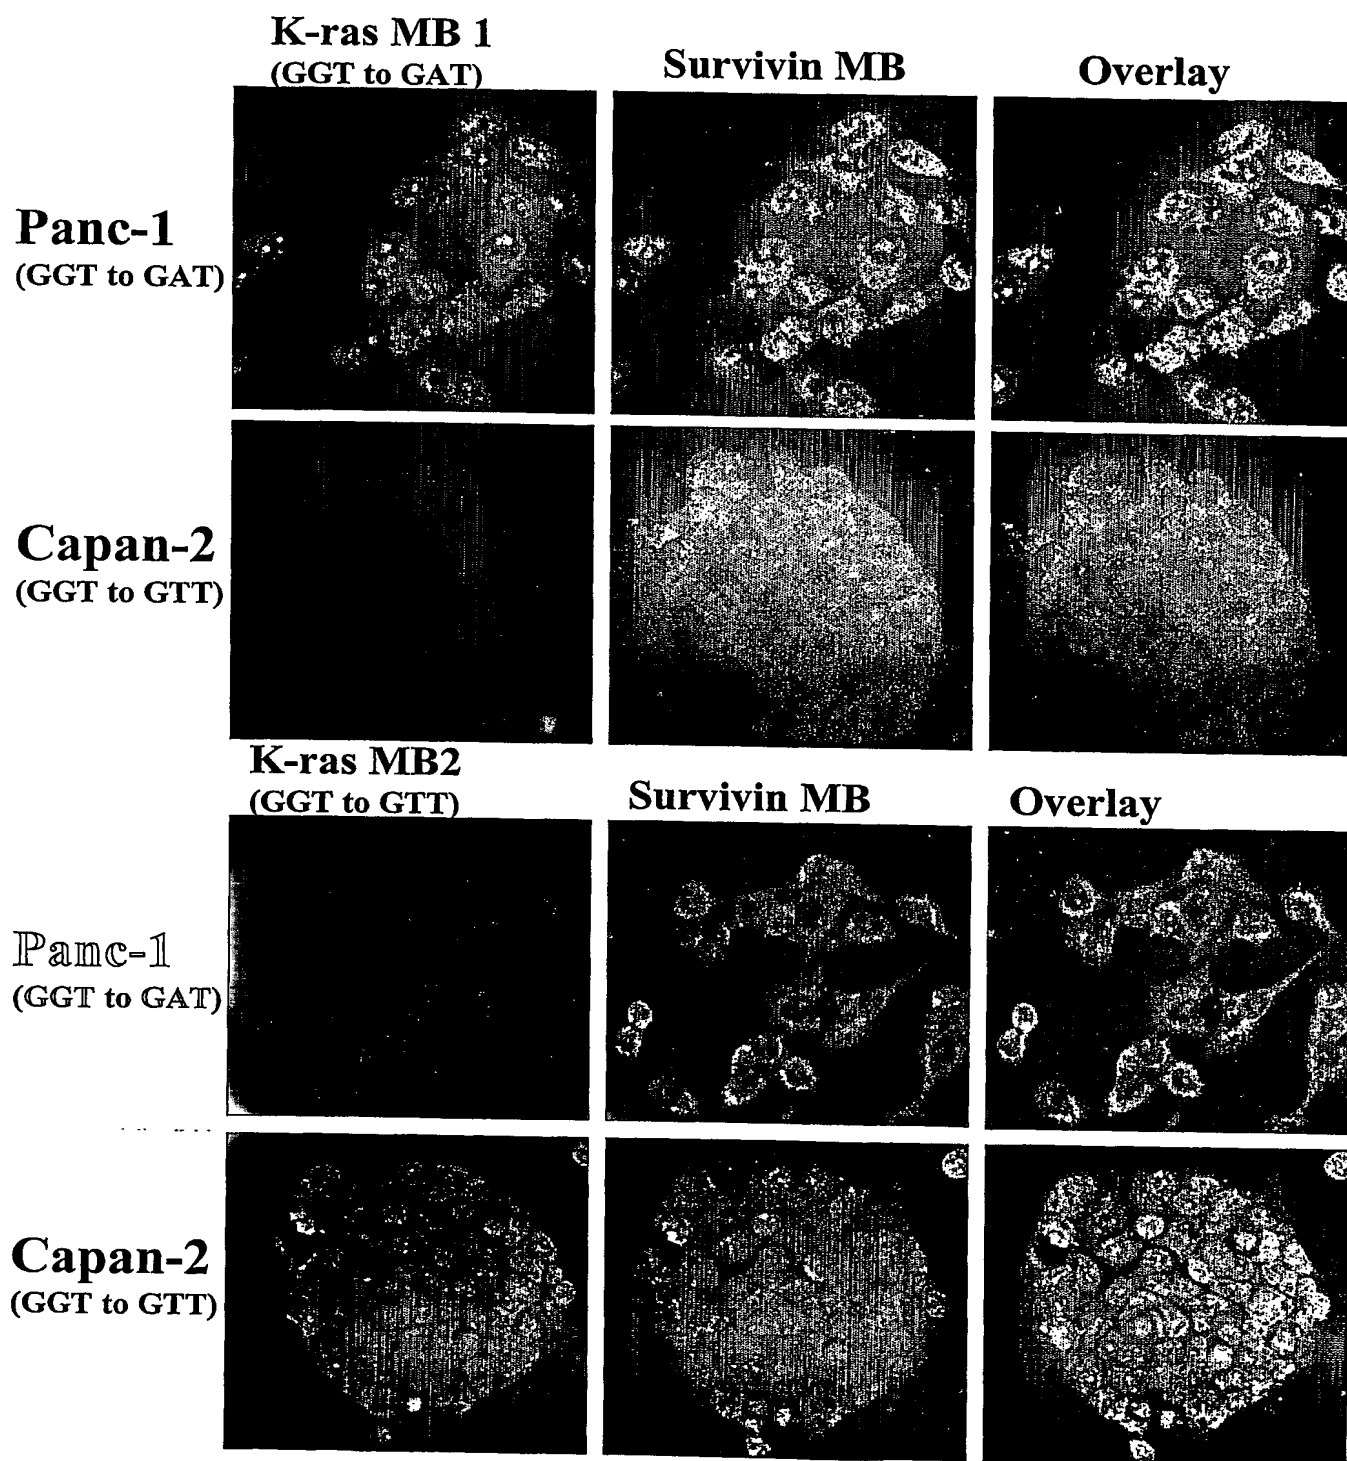 K-ras MB 1
(GGT to GAT)
Survivin MB
Overlay
Panc-1
(GGT to GAT)
Capan-2
(GGT to GTT)
K-ras MB2
(GGT to GTT)
Survivin MB
Overlay
Panc-1
(GGT to GAT)
Capan-2
(GGT to GTT)